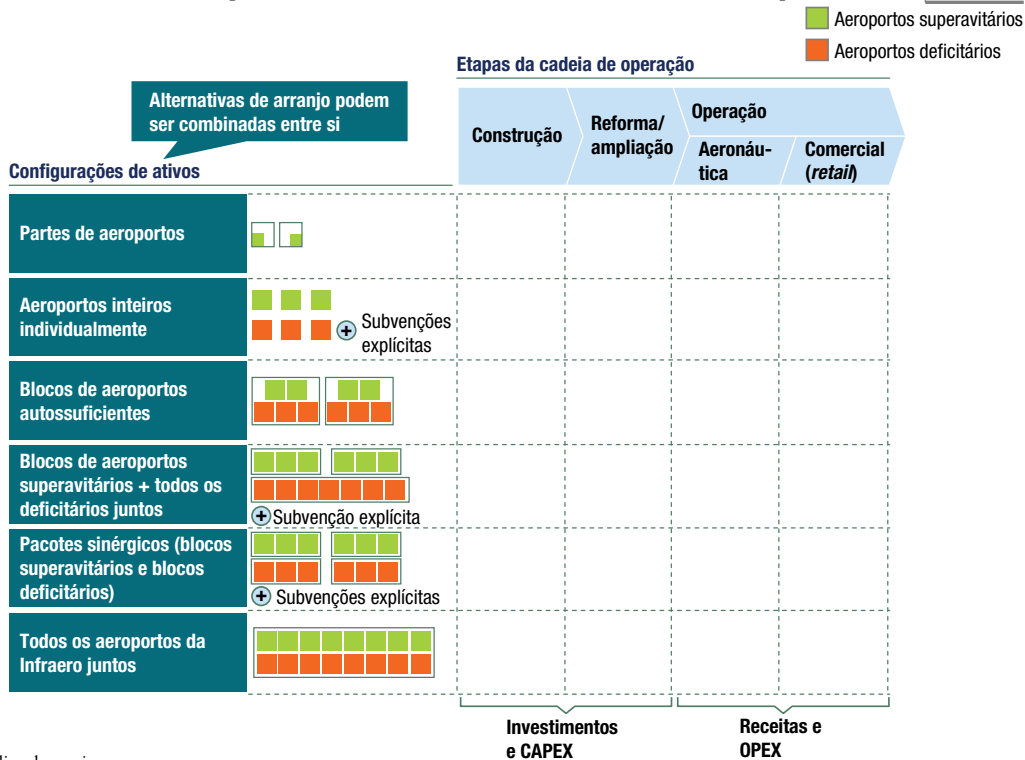 Aeroportos superavitários
Aeroportos deficitários
Etapas da cadeia de operação
Alternativas de arranjo podem
ser combinadas entre si
Construção
Reforma/
ampliação
Operação
Aeronáu-
tica
Comercial
(retail)
Configurações de ativos
Partes de aeroportos
Aeroportos inteiros
individualmente
+ Subvenções
explícitas
Blocos de aeroportos
autossuficientes
Blocos de aeroportos
superavitários + todos os
deficitários juntos
+ Subvenção explícita
Pacotes sinérgicos (blocos
superavitários e blocos
deficitários)
+ Subvenções explícitas
Todos os aeroportos da
Infraero juntos
Investimentos
e CAPEX
Receitas e
OPEX